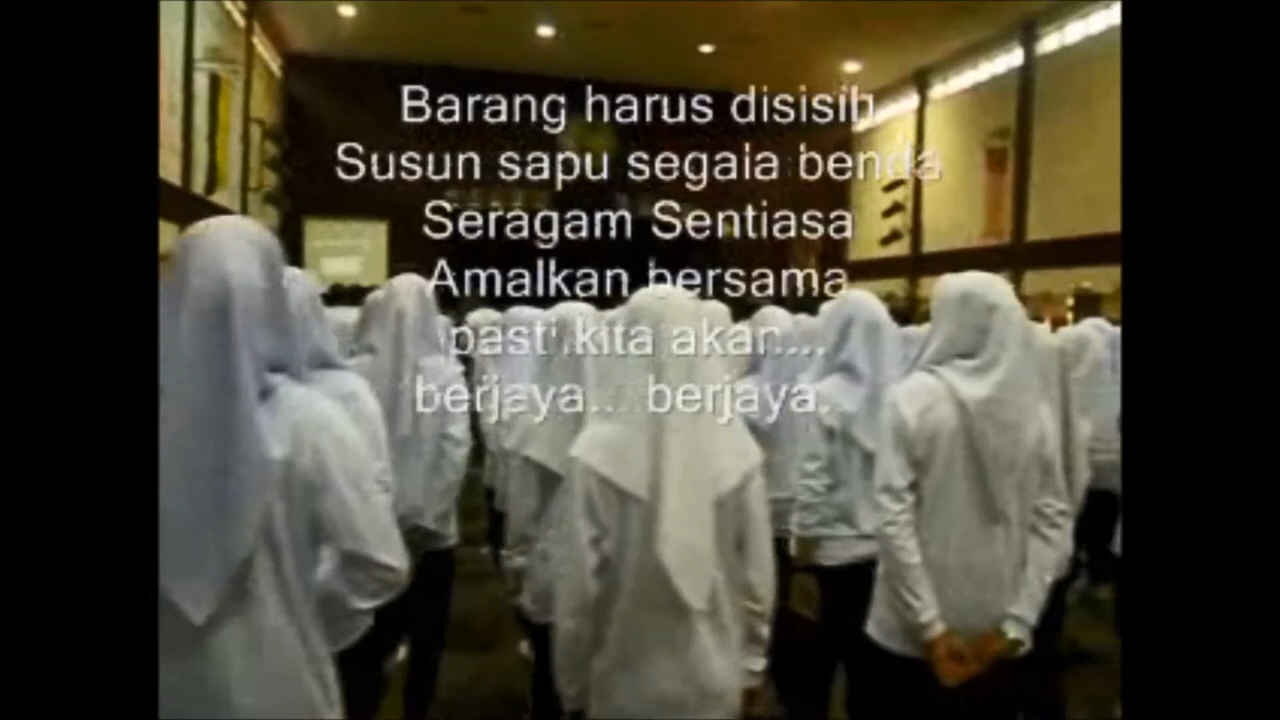 Barang harus disisih
Susun sapu segala benda
Seragam Sentiasa
Amalkan bersama
pasti kita akan....
berjaya... berjaya..